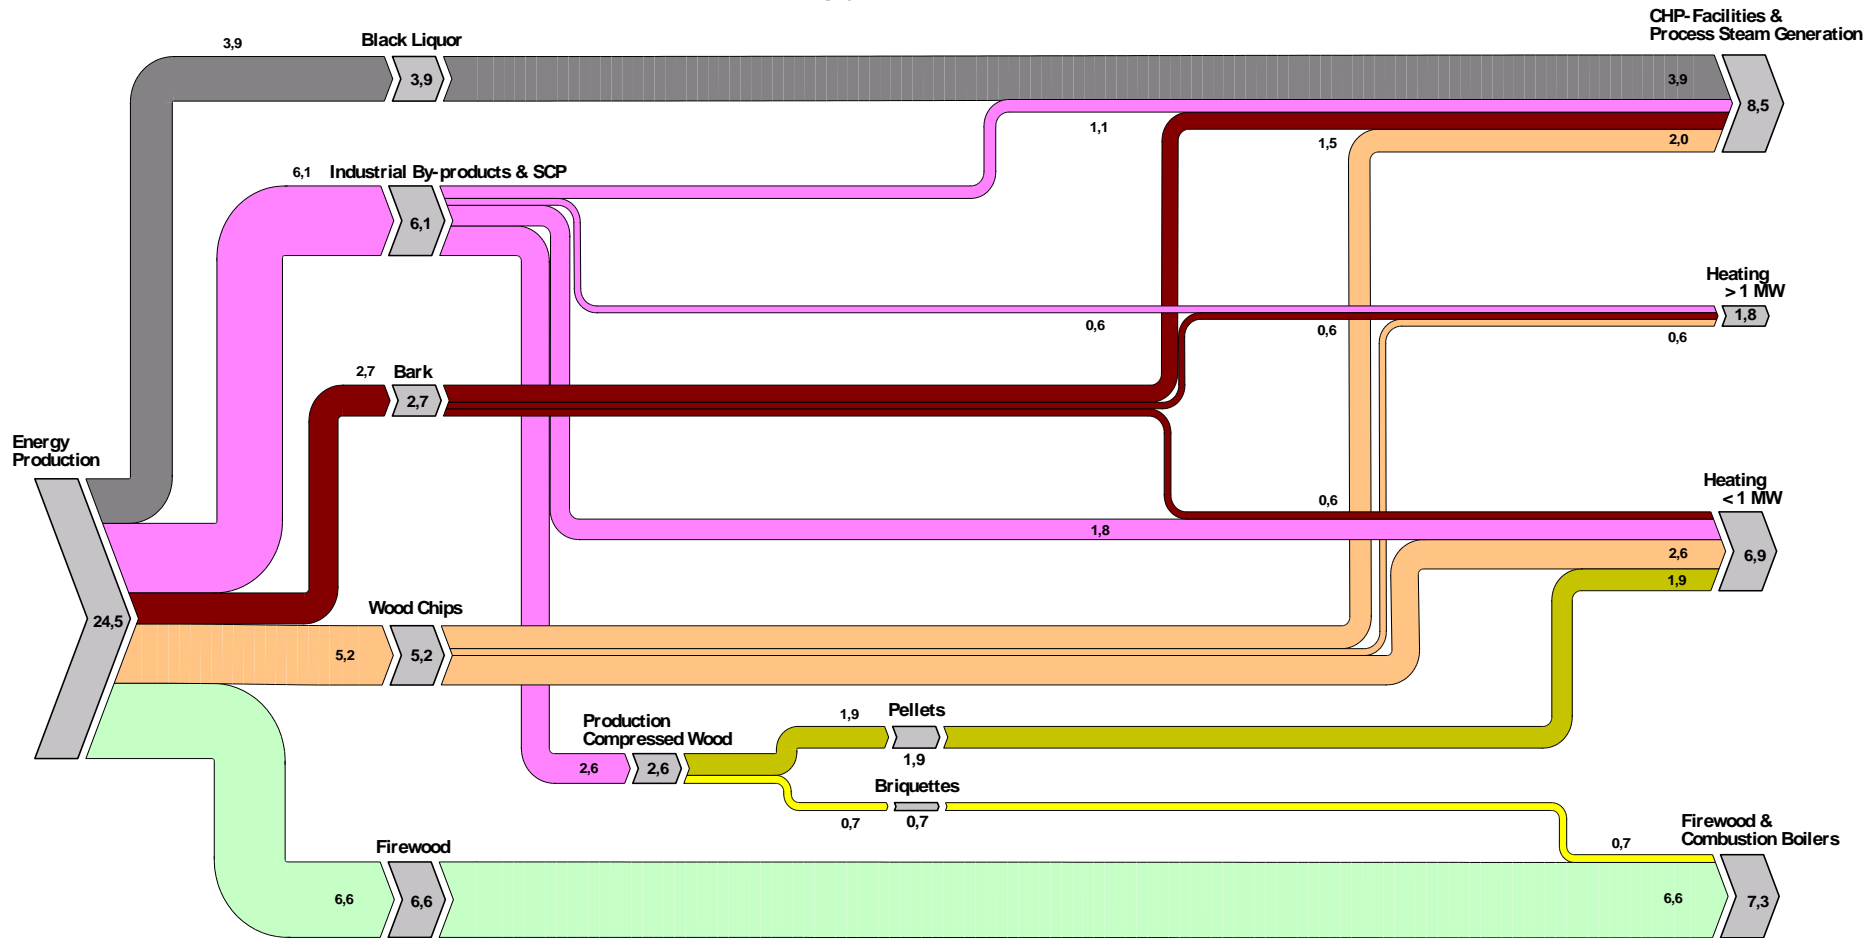 CHP-Facilities &
Process Steam Generation
3,9
Black Liquor
3,9
3,9
8,5
1,1
1,5
2,0
6,1
Industrial By-products & SCP
6,1
Heating
> 1 MW
1,8
0,6
0,6
0,6
2,7
Bark
2,7
Energy
Production
24,5
Heating
< 1 MW
0,6
1,8
2,6
6,9
1,9
Wood Chips
5,2
5,2
Production
Compressed Wood
2,6
2,6
1,9
Pellets
1,9
Briquettes
0,7
0,7
Firewood &
Combustion Boilers
0,7
Firewood
6,6
6,6
6,6
7,3